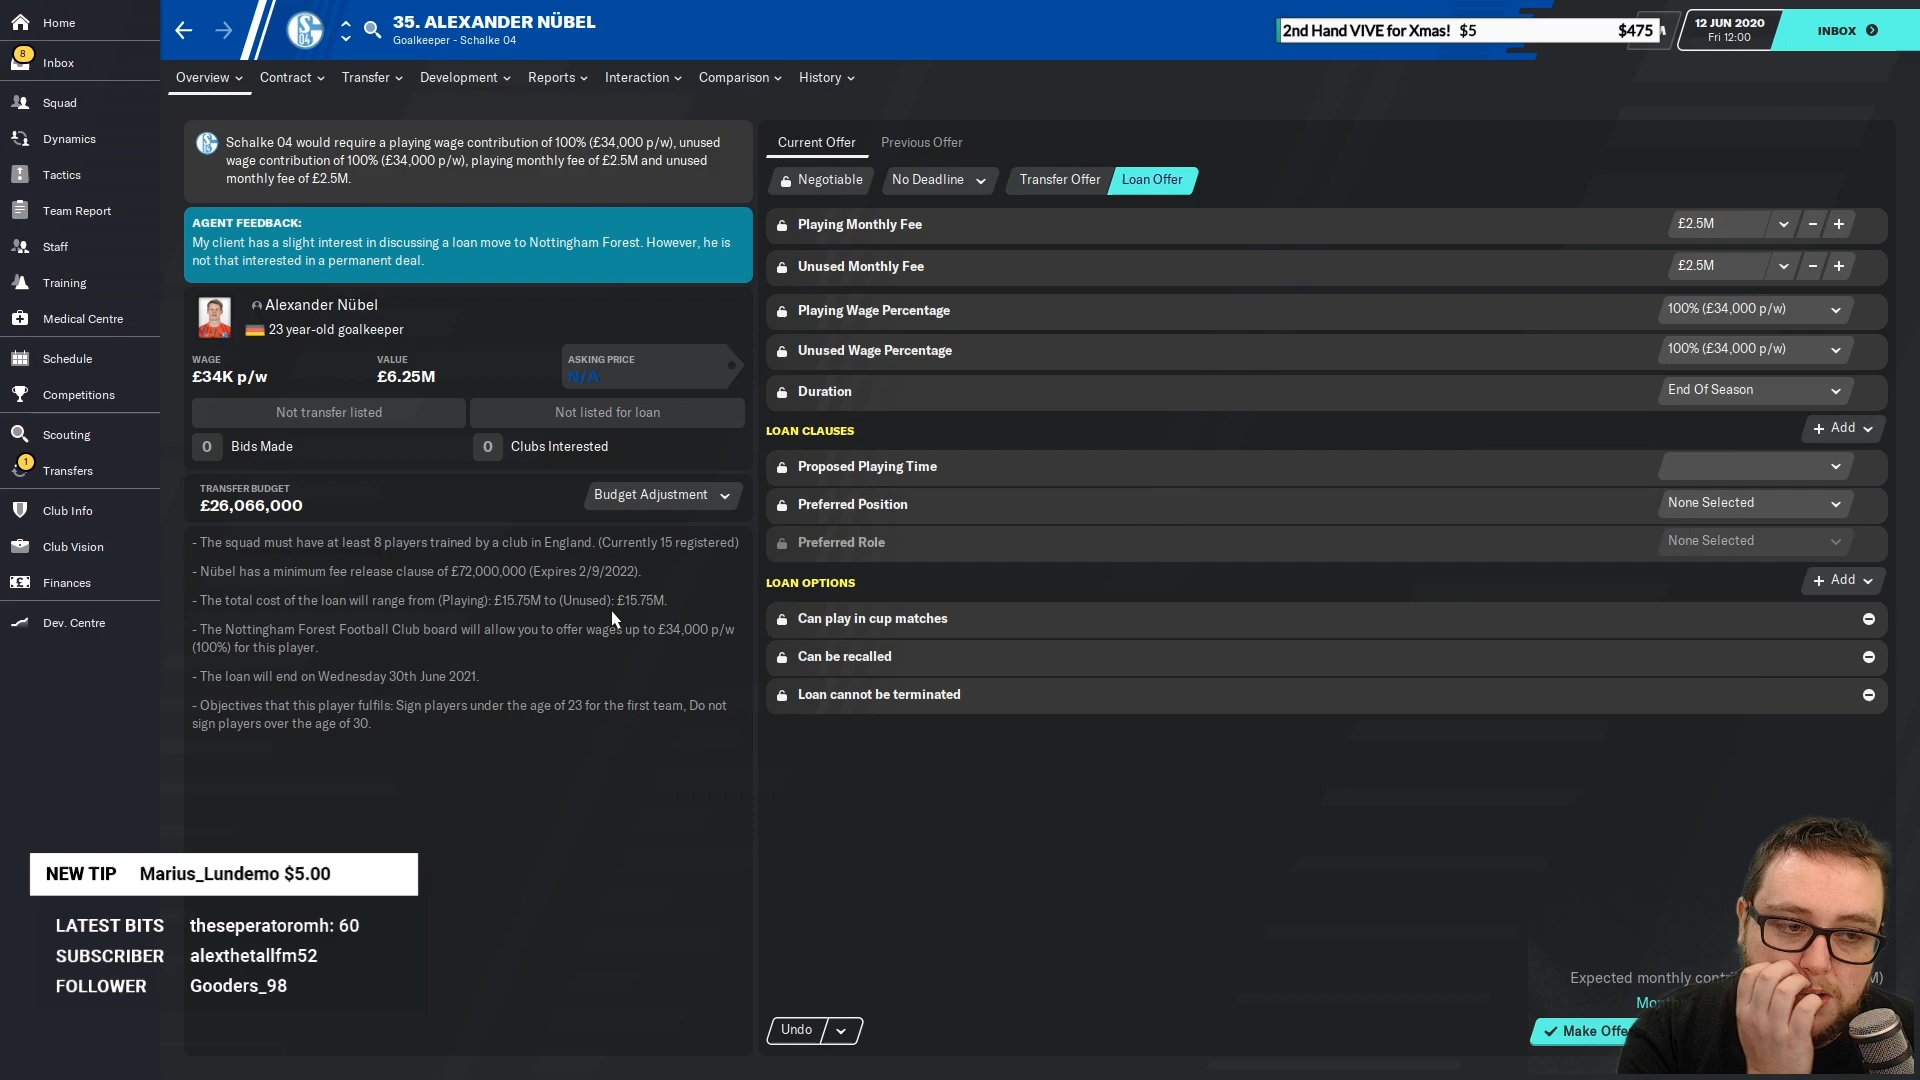 Home
8
Inbox
Squad
Dynamics
Tactics
Team Report
Staff
Training
Medical Centre
Schedule
Competitions
Scouting
1
Transfers
Club Info
Club Vision
Finances
Dev. Centre
35. ALEXANDER NÜBEL
Goalkeeper - Schalke 04
2nd Hand VIVE for Xmas! $5 $475
12 JUN 2020
Fri 12:00
INBOX
Overview Contract Transfer Development Reports Interaction Comparison History
Schalke 04 would require a playing wage contribution of 100% (£34,000 p/w), unused
wage contribution of 100% (£34,000 p/w), playing monthly fee of £2.5M and unused
monthly fee of £2.5M.
AGENT FEEDBACK:
My client has a slight interest in discussing a loan move to Nottingham Forest. However, he is
not that interested in a permanent deal.
Alexander Nübel
23 year-old goalkeeper
WAGE VALUE ASKING PRICE
£34K p/w £6.25M N/A
Not transfer listed Not listed for loan
0 Bids Made 0 Clubs Interested
TRANSFER BUDGET
£26,066,000
Budget Adjustment
- The squad must have at least 8 players trained by a club in England. (Currently 15 registered)
- Nübel has a minimum fee release clause of £72,000,000 (Expires 2/9/2022).
- The total cost of the loan will range from (Playing): £15.75M to (Unused): £15.75M.
- The Nottingham Forest Football Club board will allow you to offer wages up to £34,000 p/w
(100%) for this player.
- The loan will end on Wednesday 30th June 2021.
- Objectives that this player fulfils: Sign players under the age of 23 for the first team, Do not
sign players over the age of 30.
Current Offer Previous Offer
Negotiable No Deadline Transfer Offer Loan Offer
Playing Monthly Fee £2.5M
Unused Monthly Fee £2.5M
Playing Wage Percentage 100% (£34,000 p/w)
Unused Wage Percentage 100% (£34,000 p/w)
Duration End Of Season
LOAN CLAUSES + Add
Proposed Playing Time
Preferred Position None Selected
Preferred Role None Selected
LOAN OPTIONS + Add
Can play in cup matches
Can be recalled
Loan cannot be terminated
Expected monthly
Undo
Make Offe
NEW TIP Marius_Lundemo $5.00
LATEST BITS theseperatoromh: 60
SUBSCRIBER alexthetallfm52
FOLLOWER Gooders_98